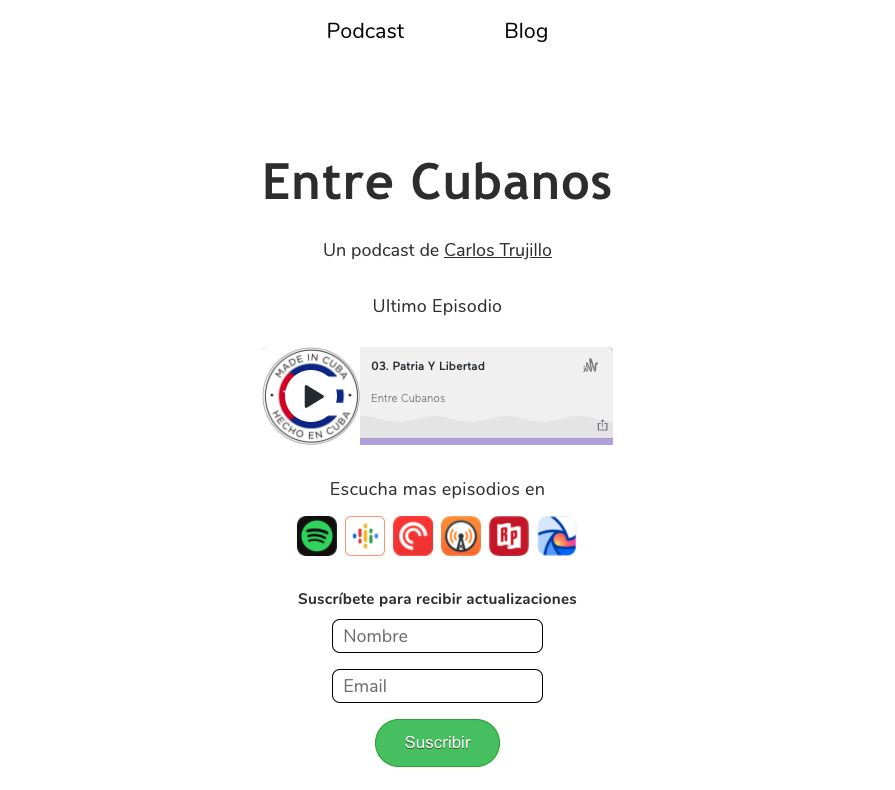 Podcast Blog
Entre Cubanos
Un podcast de Carlos Trujillo
Ultimo Episodio
MADE IN CUBA
HECHO EN CUBA
03. Patria Y Libertad
Entre Cubanos
Escucha mas episodios en
RP
Suscríbete para recibir actualizaciones
Nombre
Email
Suscribir